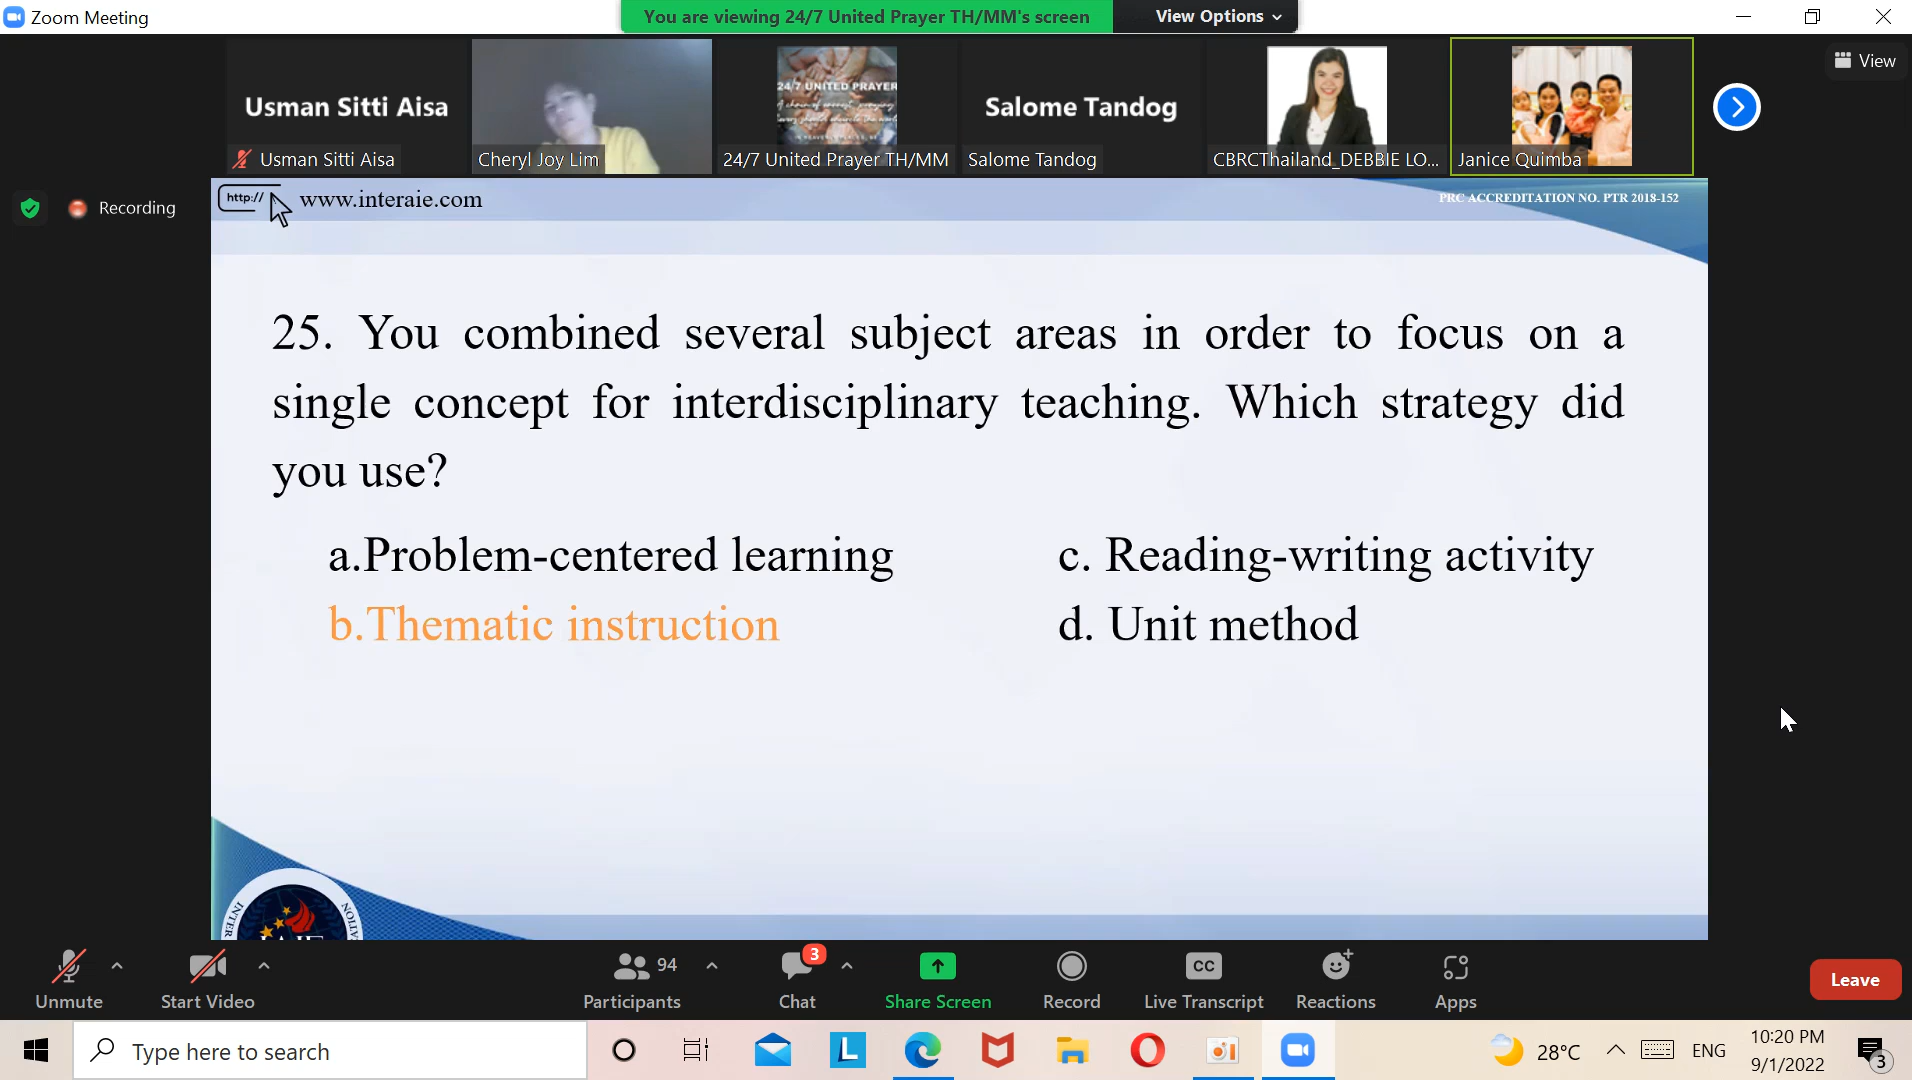 Zoom Meeting
You are viewing 24/7 United Prayer TH/MM's screen
View Options
Usman Sitti Aisa
Usman Sitti Aisa
Cheryl Joy Lim
24/7 UNITED PRAYER
24/7 United Prayer TH/MM
Salome Tandog
Salome Tandog
CBRCThailand_DEBBIE LO...
Janice Quimba
View
Recording
http://
www.interaie.com
PRC ACCREDITATION NO. PTR 2018-152
25. You combined several subject areas in order to focus on a
single concept for interdisciplinary teaching. Which strategy did
you use?
a.Problem-centered learning
c. Reading-writing activity
b.Thematic instruction
d. Unit method
Unmute
Start Video
94
Participants
3
Chat
Share Screen
Record
CC
Live Transcript
Reactions
Apps
Leave
Type here to search
L
28°C
ENG
10:20 PM
9/1/2022
3